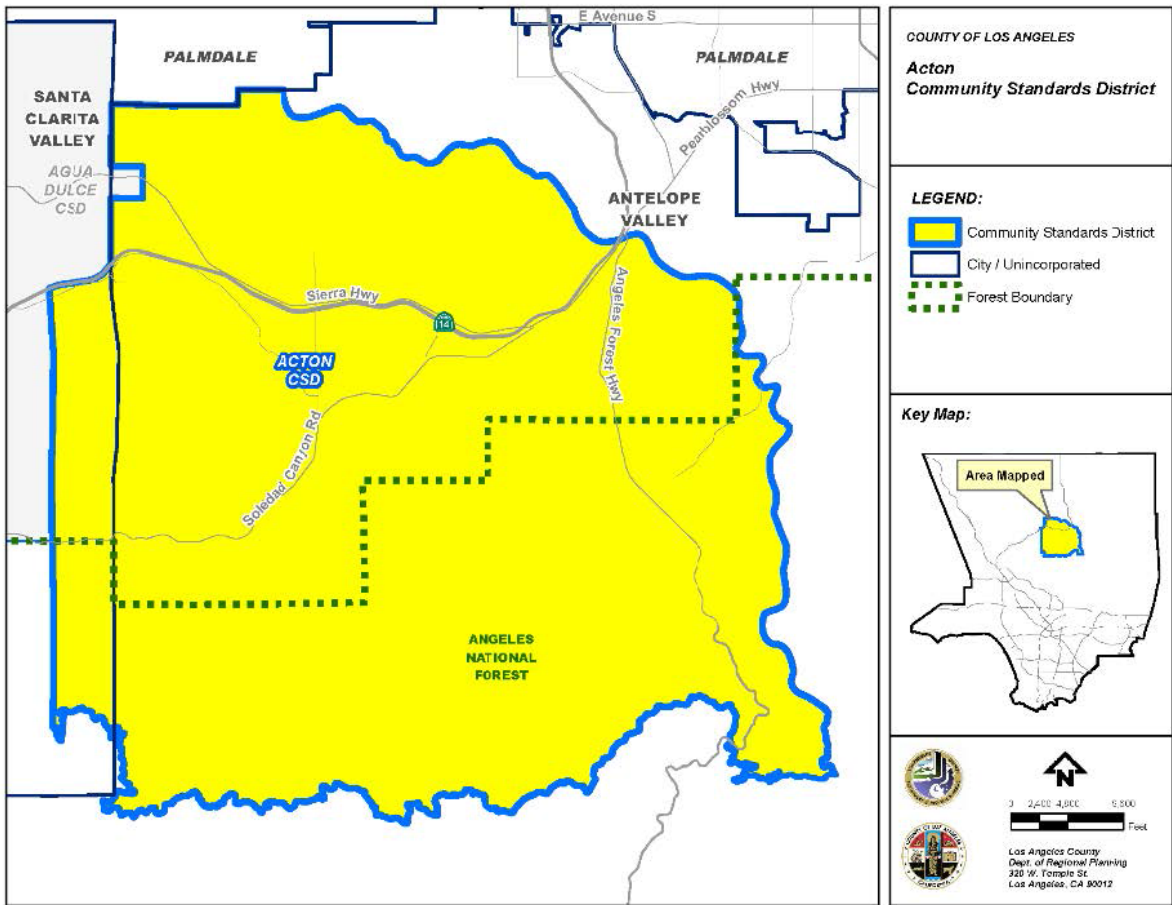 E Avenue S
PALMDALE
PALMDALE
SANTA
CLARITA
VALLEY
Pearblossom Hwy
AGUA
DULCE
CSD
ANTELOPE
VALLEY
Sierra Hwy
14
Angeles Forest Hwy
ACTON
CSD
Soledad Canyon Rd
ANGELES
NATIONAL
FOREST
COUNTY OF LOS ANGELES
Acton
Community Standards District
LEGEND:
Community Standards District
City / Unincorporated
Forest Boundary
Key Map:
Area Mapped
N
Feet
Los Angeles County
Dept. of Regional Planning
320 W. Temple St.
Los Angeles, CA 90012